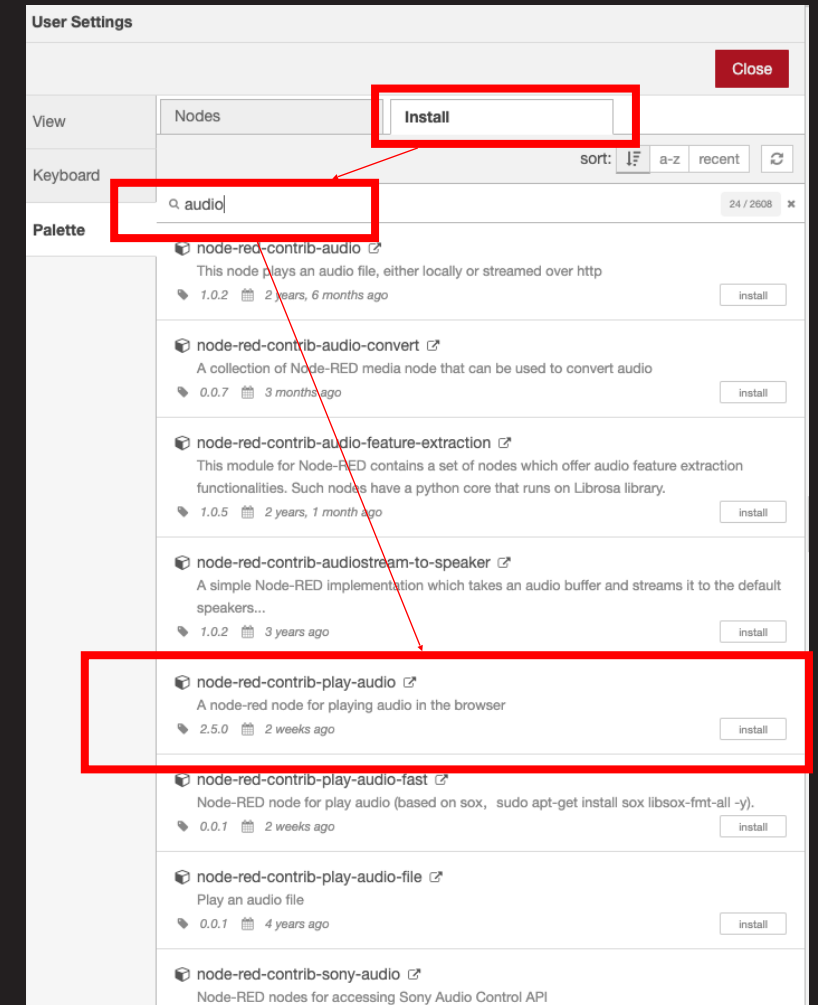 User Settings
Close
View
Nodes
Install
sort:
a-z
recent
Keyboard
audio
24 / 2608
Palette
node-red-contrib-audio
This node plays an audio file, either locally or streamed over http
1.0.2 2 years, 6 months ago
install
node-red-contrib-audio-convert
A collection of Node-RED media node that can be used to convert audio
0.0.7 3 months ago
install
node-red-contrib-audio-feature-extraction
This module for Node-RED contains a set of nodes which offer audio feature extraction
functionalities. Such nodes have a python core that runs on Librosa library.
1.0.5 2 years, 1 month ago
install
node-red-contrib-audiostream-to-speaker
A simple Node-RED implementation which takes an audio buffer and streams it to the default
speakers...
1.0.2 3 years ago
install
node-red-contrib-play-audio
A node-red node for playing audio in the browser
2.5.0 2 weeks ago
install
node-red-contrib-play-audio-fast
Node-RED node for play audio (based on sox，sudo apt-get install sox libsox-fmt-all -y).
0.0.1 2 weeks ago
install
node-red-contrib-play-audio-file
Play an audio file
0.0.1 4 years ago
install
node-red-contrib-sony-audio
Node-RED nodes for accessing Sony Audio Control API